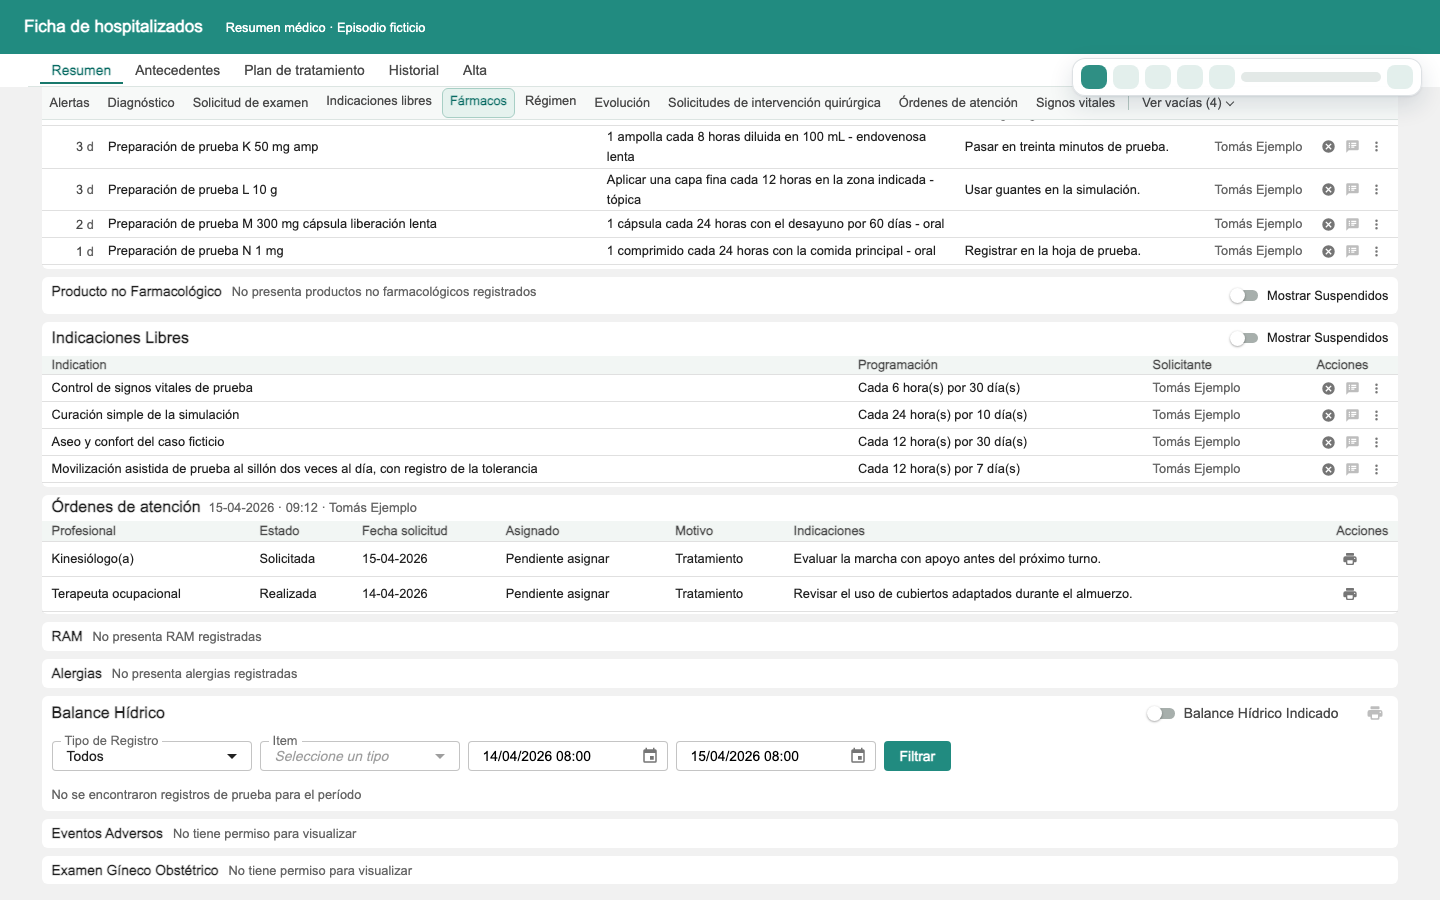 Ficha de hospitalizados Resumen médico · Episodio ficticio
Resumen Antecedentes Plan de tratamiento Historial Alta
Alertas Diagnóstico Solicitud de examen Indicaciones libres Fármacos Régimen Evolución Solicitudes de intervención quirúrgica Órdenes de atención Signos vitales Ver vacías (4)
3 d Preparación de prueba K 50 mg amp 1 ampolla cada 8 horas diluida en 100 mL - endovenosa lenta Pasar en treinta minutos de prueba. Tomás Ejemplo
3 d Preparación de prueba L 10 g Aplicar una capa fina cada 12 horas en la zona indicada - tópica Usar guantes en la simulación. Tomás Ejemplo
2 d Preparación de prueba M 300 mg cápsula liberación lenta 1 cápsula cada 24 horas con el desayuno por 60 días - oral Tomás Ejemplo
1 d Preparación de prueba N 1 mg 1 comprimido cada 24 horas con la comida principal - oral Registrar en la hoja de prueba. Tomás Ejemplo
Producto no Farmacológico No presenta productos no farmacológicos registrados Mostrar Suspendidos
Indicaciones Libres Mostrar Suspendidos
Indication Programación Solicitante Acciones
Control de signos vitales de prueba Cada 6 hora(s) por 30 día(s) Tomás Ejemplo
Curación simple de la simulación Cada 24 hora(s) por 10 día(s) Tomás Ejemplo
Aseo y confort del caso ficticio Cada 12 hora(s) por 30 día(s) Tomás Ejemplo
Movilización asistida de prueba al sillón dos veces al día, con registro de la tolerancia Cada 12 hora(s) por 7 día(s) Tomás Ejemplo
Órdenes de atención 15-04-2026 · 09:12 · Tomás Ejemplo
Profesional Estado Fecha solicitud Asignado Motivo Indicaciones Acciones
Kinesiólogo(a) Solicitada 15-04-2026 Pendiente asignar Tratamiento Evaluar la marcha con apoyo antes del próximo turno.
Terapeuta ocupacional Realizada 14-04-2026 Pendiente asignar Tratamiento Revisar el uso de cubiertos adaptados durante el almuerzo.
RAM No presenta RAM registradas
Alergias No presenta alergias registradas
Balance Hídrico Balance Hídrico Indicado
Tipo de Registro Item
Todos Seleccione un tipo 14/04/2026 08:00 15/04/2026 08:00 Filtrar
No se encontraron registros de prueba para el período
Eventos Adversos No tiene permiso para visualizar
Examen Gíneco Obstétrico No tiene permiso para visualizar